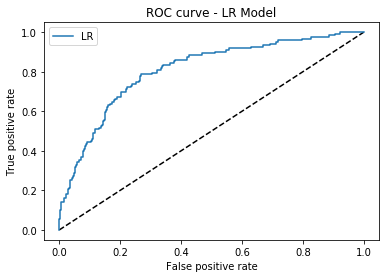 ROC curve - LR Model
LR
True positive rate
1.0
0.8
0.6
0.4
0.2
0.0
0.0 0.2 0.4 0.6 0.8 1.0
False positive rate